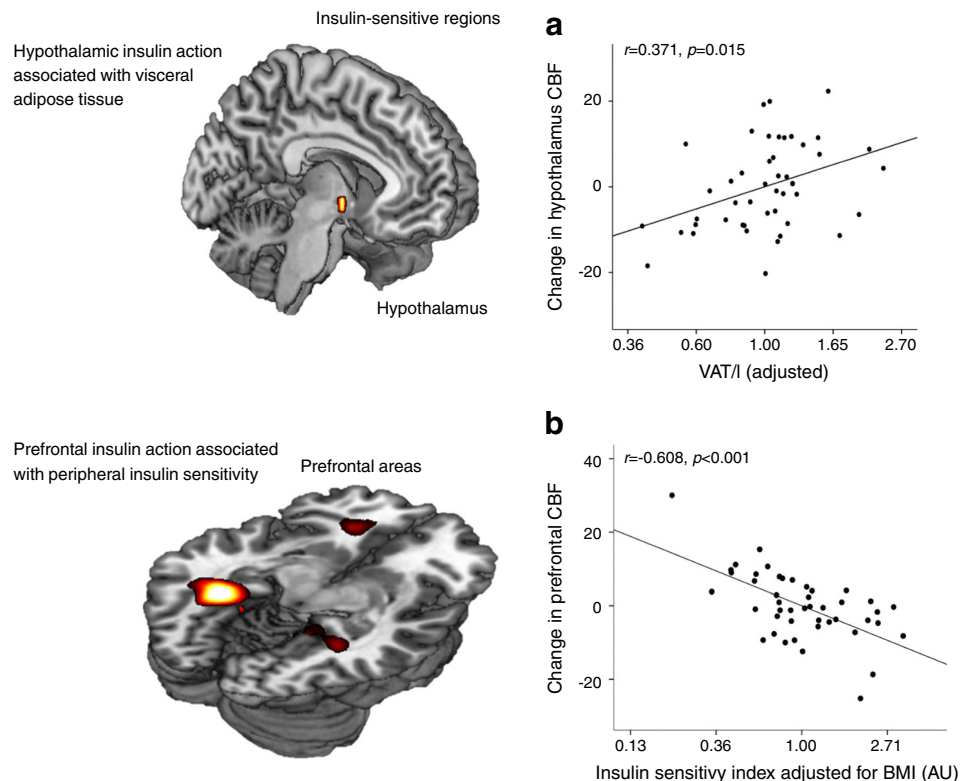 Insulin-sensitive regions
Hypothalamic insulin action
associated with visceral
adipose tissue
Hypothalamus
a
r=0.371, p=0.015
Change in hypothalamus CBF
20
0
-20
0.36 0.60 1.00 1.65 2.70
VAT/l (adjusted)
Prefrontal insulin action associated
with peripheral insulin sensitivity
Prefrontal areas
b
r=-0.608, p<0.001
Change in prefrontal CBF
40
20
0
-20
0.13 0.36 1.00 2.71
Insulin sensitivy index adjusted for BMI (AU)